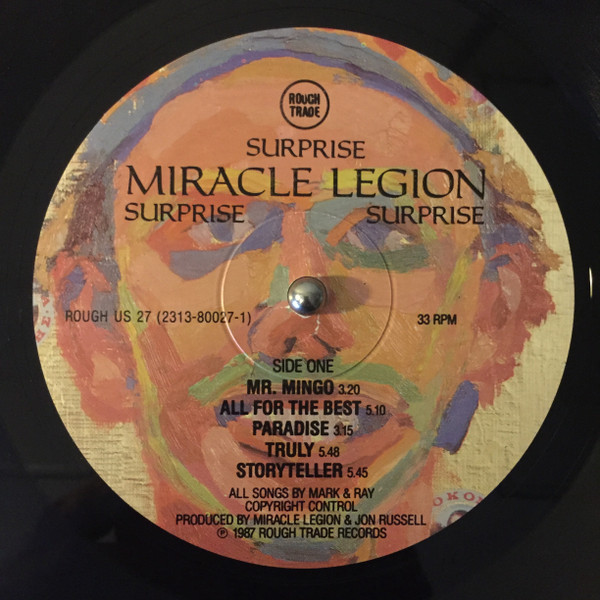 ROUGH
TRADE
SURPRISE
MIRACLE LEGION
SURPRISE SURPRISE
ROUGH US 27 (2313-80027-1) 33 RPM
SIDE ONE
MR. MINGO 3.20
ALL FOR THE BEST 5.10
PARADISE 3.15
TRULY 5.48
STORYTELLER 5.45
ALL SONGS BY MARK & RAY
COPYRIGHT CONTROL
PRODUCED BY MIRACLE LEGION & JON RUSSELL
℗ 1987 ROUGH TRADE RECORDS